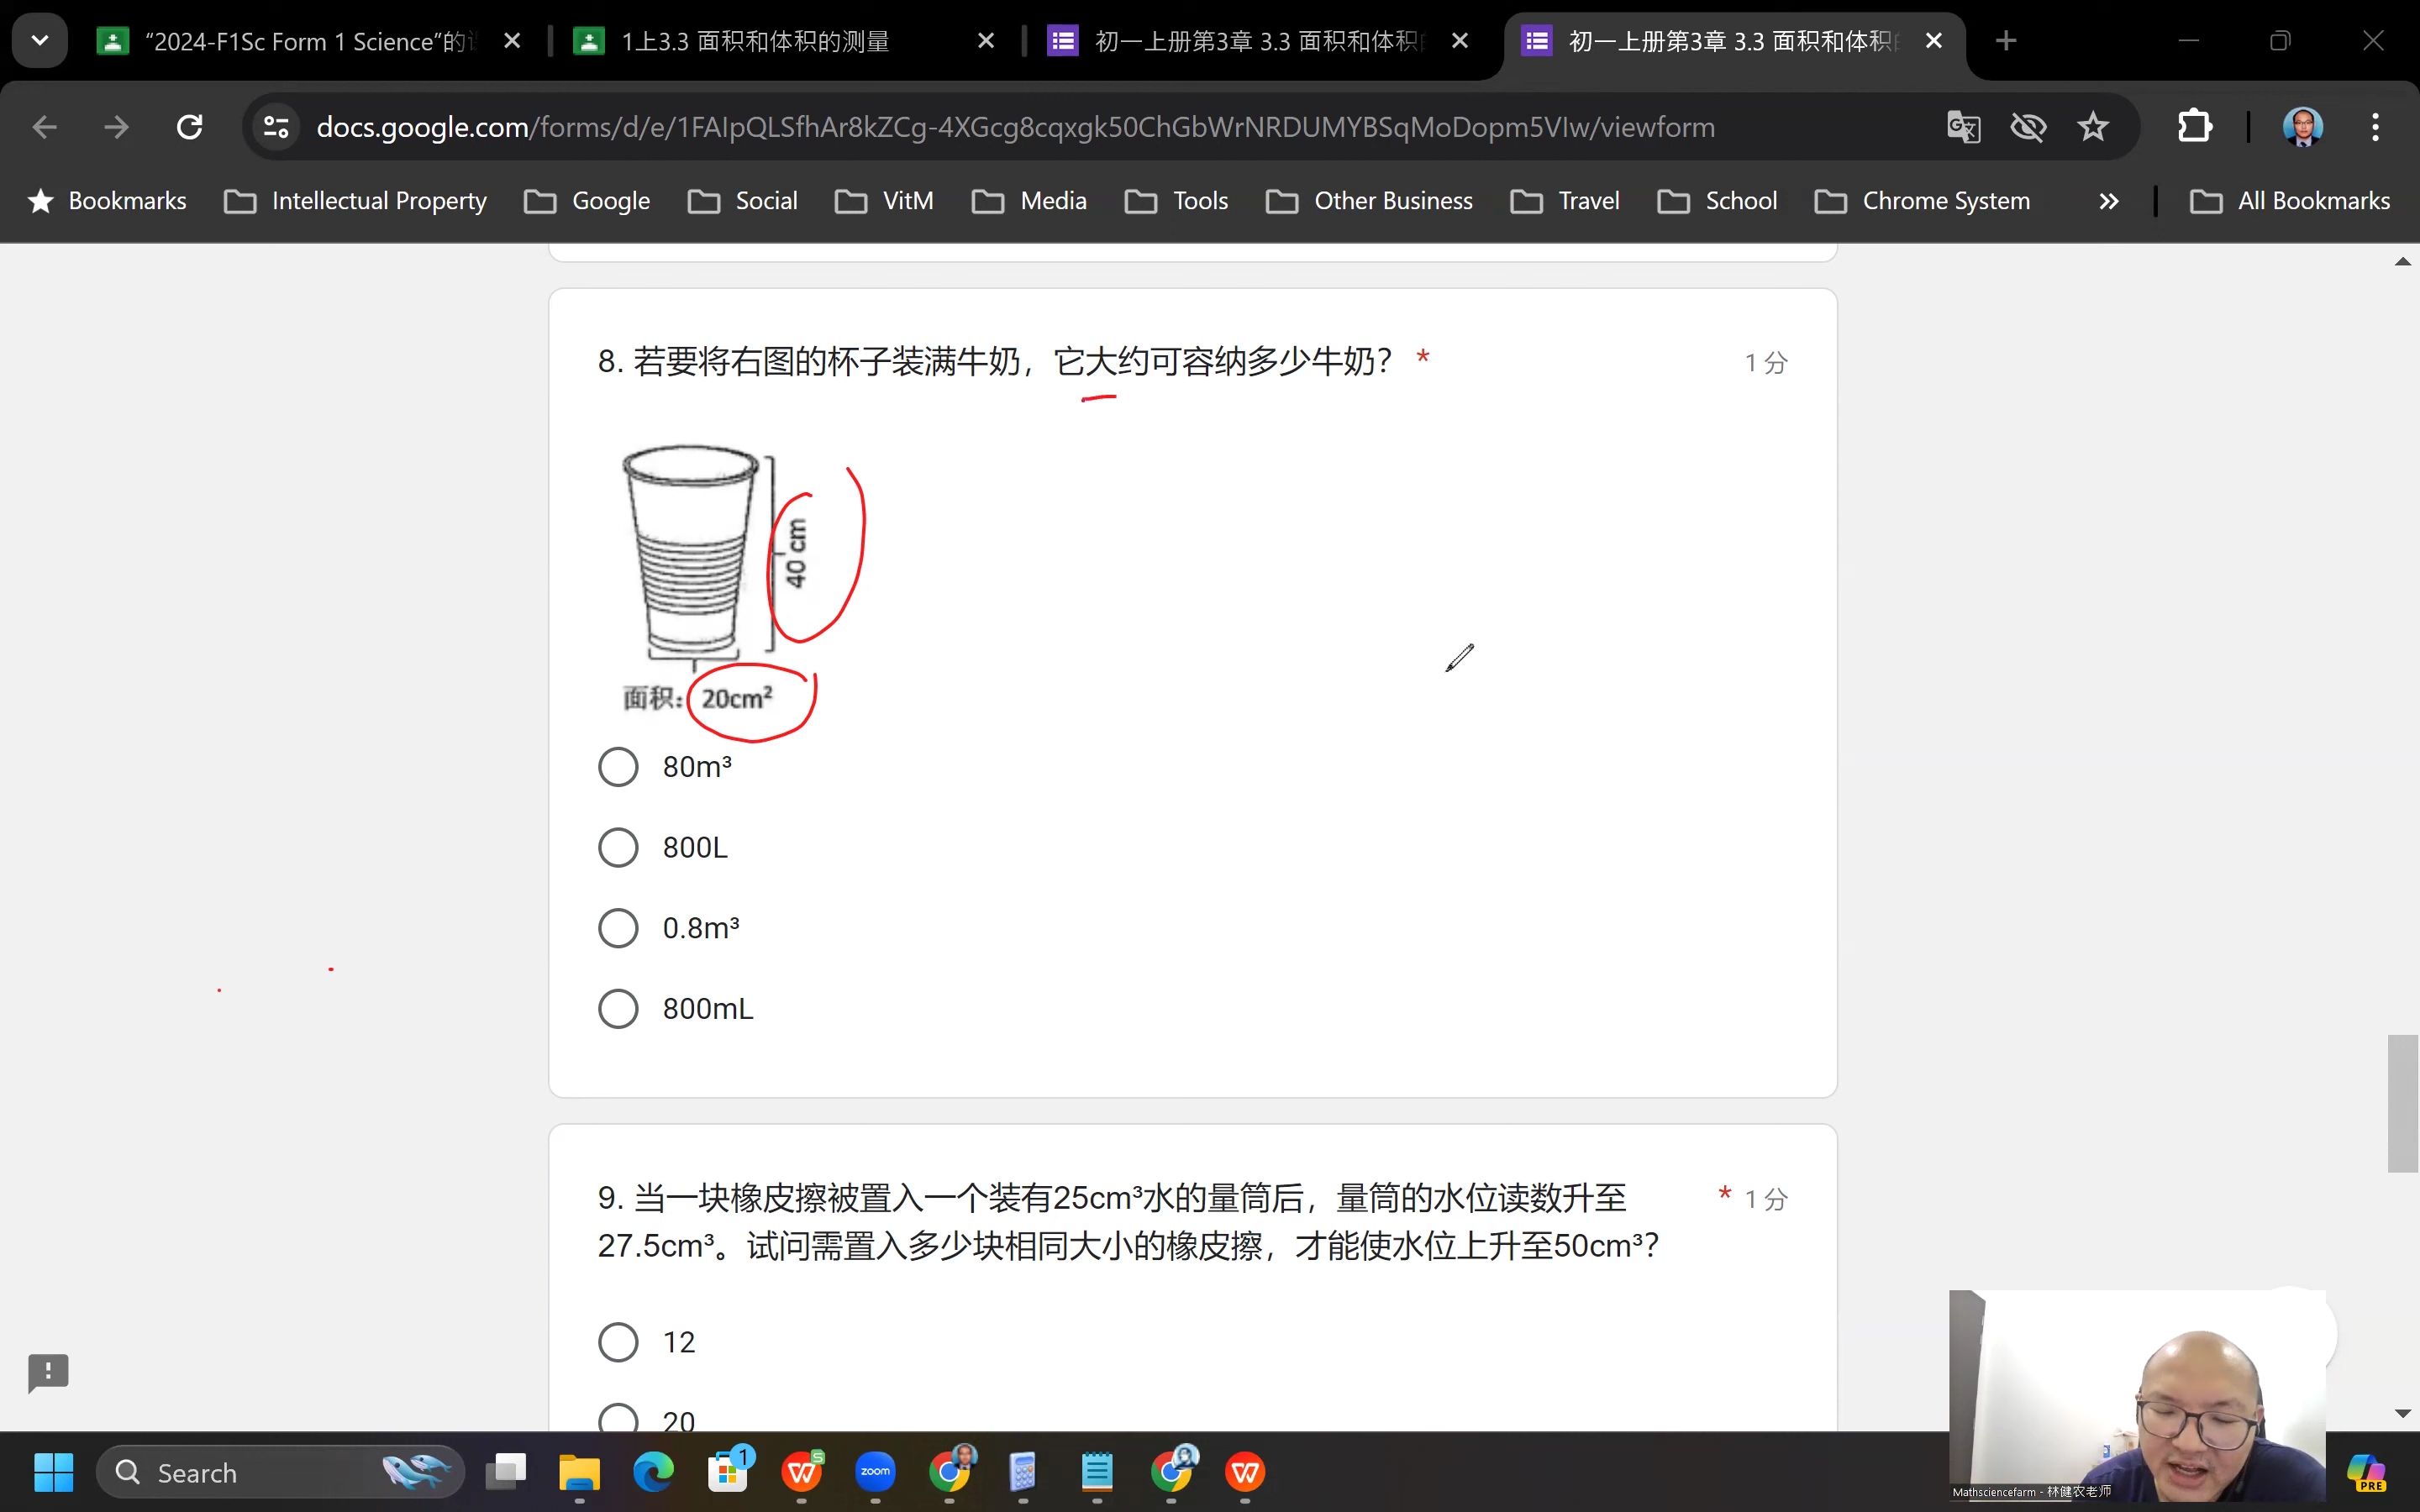 “2024-F1Sc Form 1 Science”的
1上3.3 面积和体积的测量
初一上册第3章 3.3 面积和体积
初一上册第3章 3.3 面积和体积
docs.google.com/forms/d/e/1FAIpQLSfhAr8kZCg-4XGcg8cqxgk50ChGbWrNRDUMYBSqMoDopm5VIw/viewform
Bookmarks Intellectual Property Google Social VitM Media Tools Other Business Travel School Chrome System » All Bookmarks
8. 若要将右图的杯子装满牛奶，它大约可容纳多少牛奶？ * 1 分
40 cm
面积：20cm²
80m³
800L
0.8m³
800mL
9. 当一块橡皮擦被置入一个装有25cm³水的量筒后，量筒的水位读数升至 * 1 分
27.5cm³。试问需置入多少块相同大小的橡皮擦，才能使水位上升至50cm³？
12
20
Mathsciencefarm - 林健农老师
Search
1
S
zoom
PRE